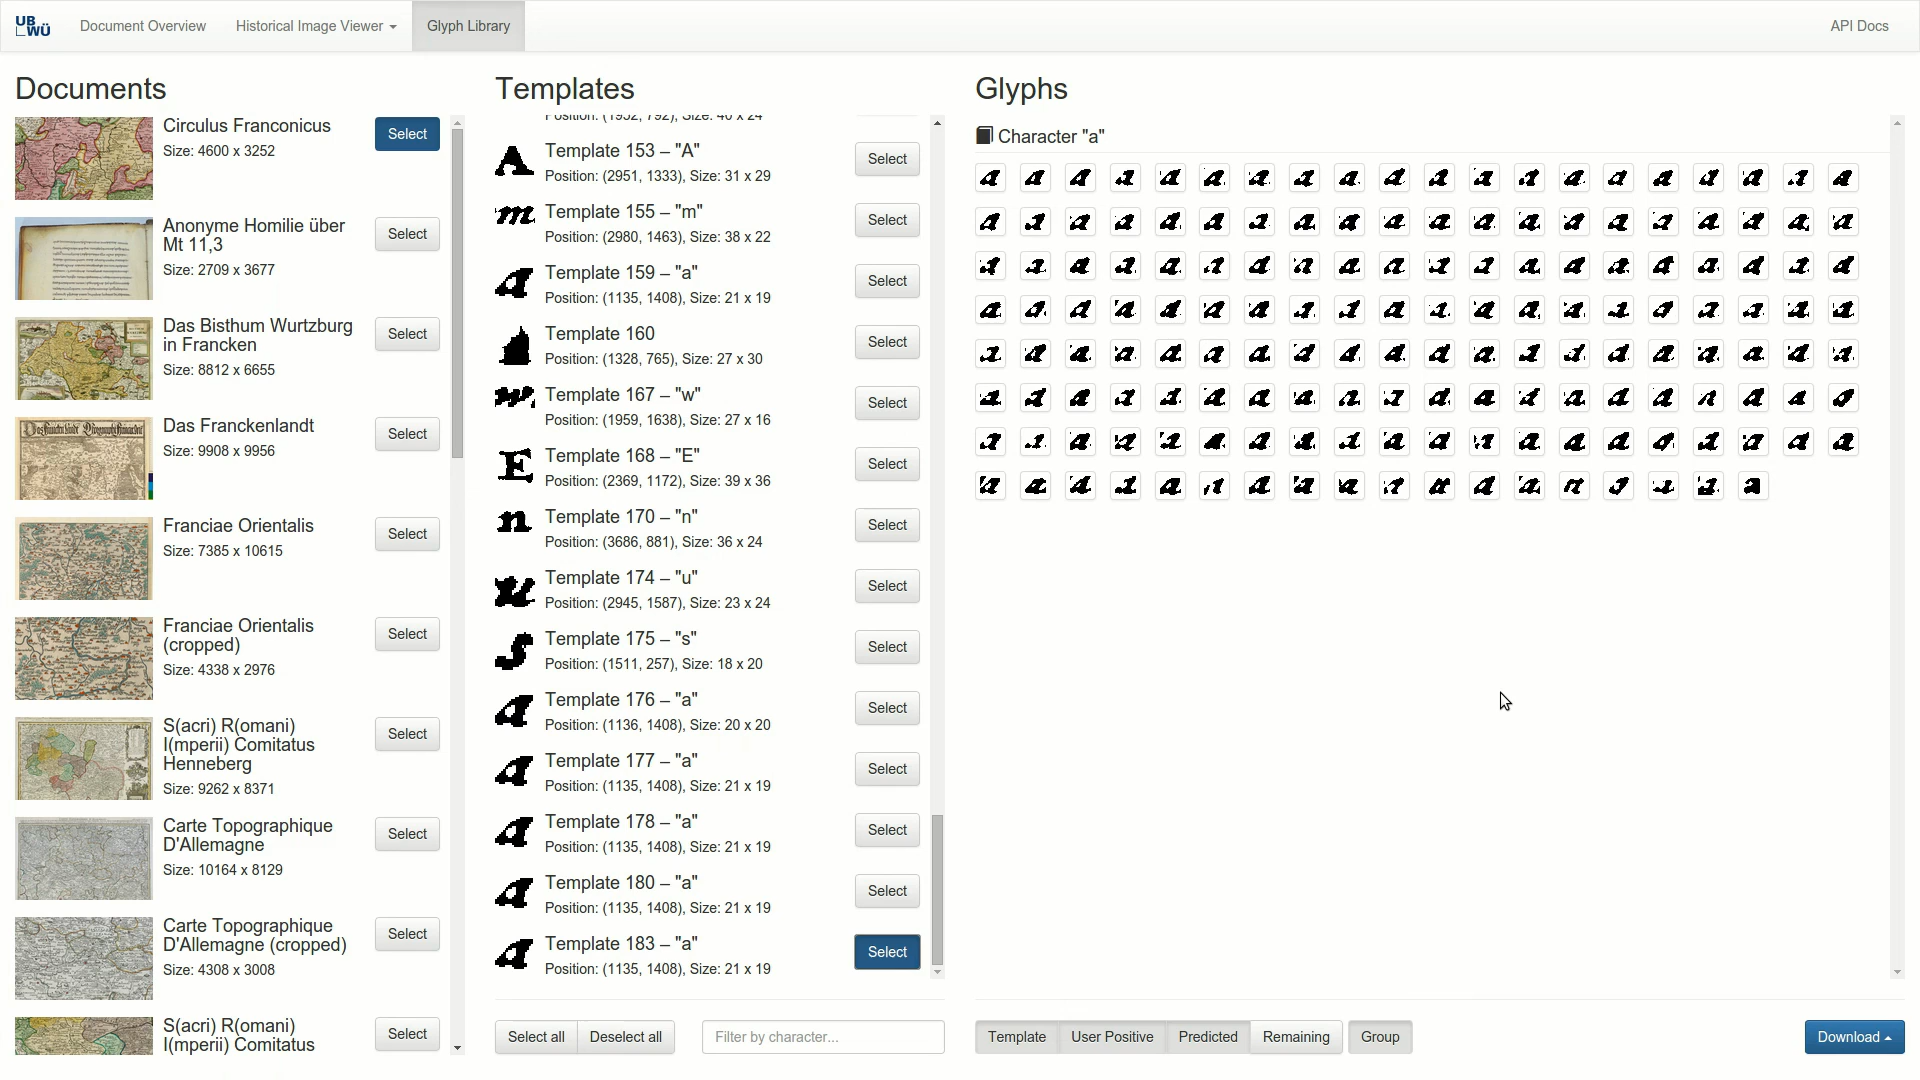 UB
WÜ
Document Overview
Historical Image Viewer
Glyph Library
API Docs
Documents
Circulus Franconicus
Size: 4600 x 3252
Select
Anonyme Homilie über
Mt 11,3
Size: 2709 x 3677
Select
Das Bisthum Wurtzburg
in Francken
Size: 8812 x 6655
Select
Das Franckenlandt
Size: 9908 x 9956
Select
Franciae Orientalis
Size: 7385 x 10615
Select
Franciae Orientalis
(cropped)
Size: 4338 x 2976
Select
S(acri) R(omani)
I(mperii) Comitatus
Henneberg
Size: 9262 x 8371
Select
Carte Topographique
D'Allemagne
Size: 10164 x 8129
Select
Carte Topographique
D'Allemagne (cropped)
Size: 4308 x 3008
Select
S(acri) R(omani)
I(mperii) Comitatus
Select
Templates
Position: (1952, 792), Size: 40 x 24
Template 153 – "A"
Position: (2951, 1333), Size: 31 x 29
Select
Template 155 – "m"
Position: (2980, 1463), Size: 38 x 22
Select
Template 159 – "a"
Position: (1135, 1408), Size: 21 x 19
Select
Template 160
Position: (1328, 765), Size: 27 x 30
Select
Template 167 – "w"
Position: (1959, 1638), Size: 27 x 16
Select
Template 168 – "E"
Position: (2369, 1172), Size: 39 x 36
Select
Template 170 – "n"
Position: (3686, 881), Size: 36 x 24
Select
Template 174 – "u"
Position: (2945, 1587), Size: 23 x 24
Select
Template 175 – "s"
Position: (1511, 257), Size: 18 x 20
Select
Template 176 – "a"
Position: (1136, 1408), Size: 20 x 20
Select
Template 177 – "a"
Position: (1135, 1408), Size: 21 x 19
Select
Template 178 – "a"
Position: (1135, 1408), Size: 21 x 19
Select
Template 180 – "a"
Position: (1135, 1408), Size: 21 x 19
Select
Template 183 – "a"
Position: (1135, 1408), Size: 21 x 19
Select
Select all
Deselect all
Filter by character...
Glyphs
Character "a"
Template
User Positive
Predicted
Remaining
Group
Download